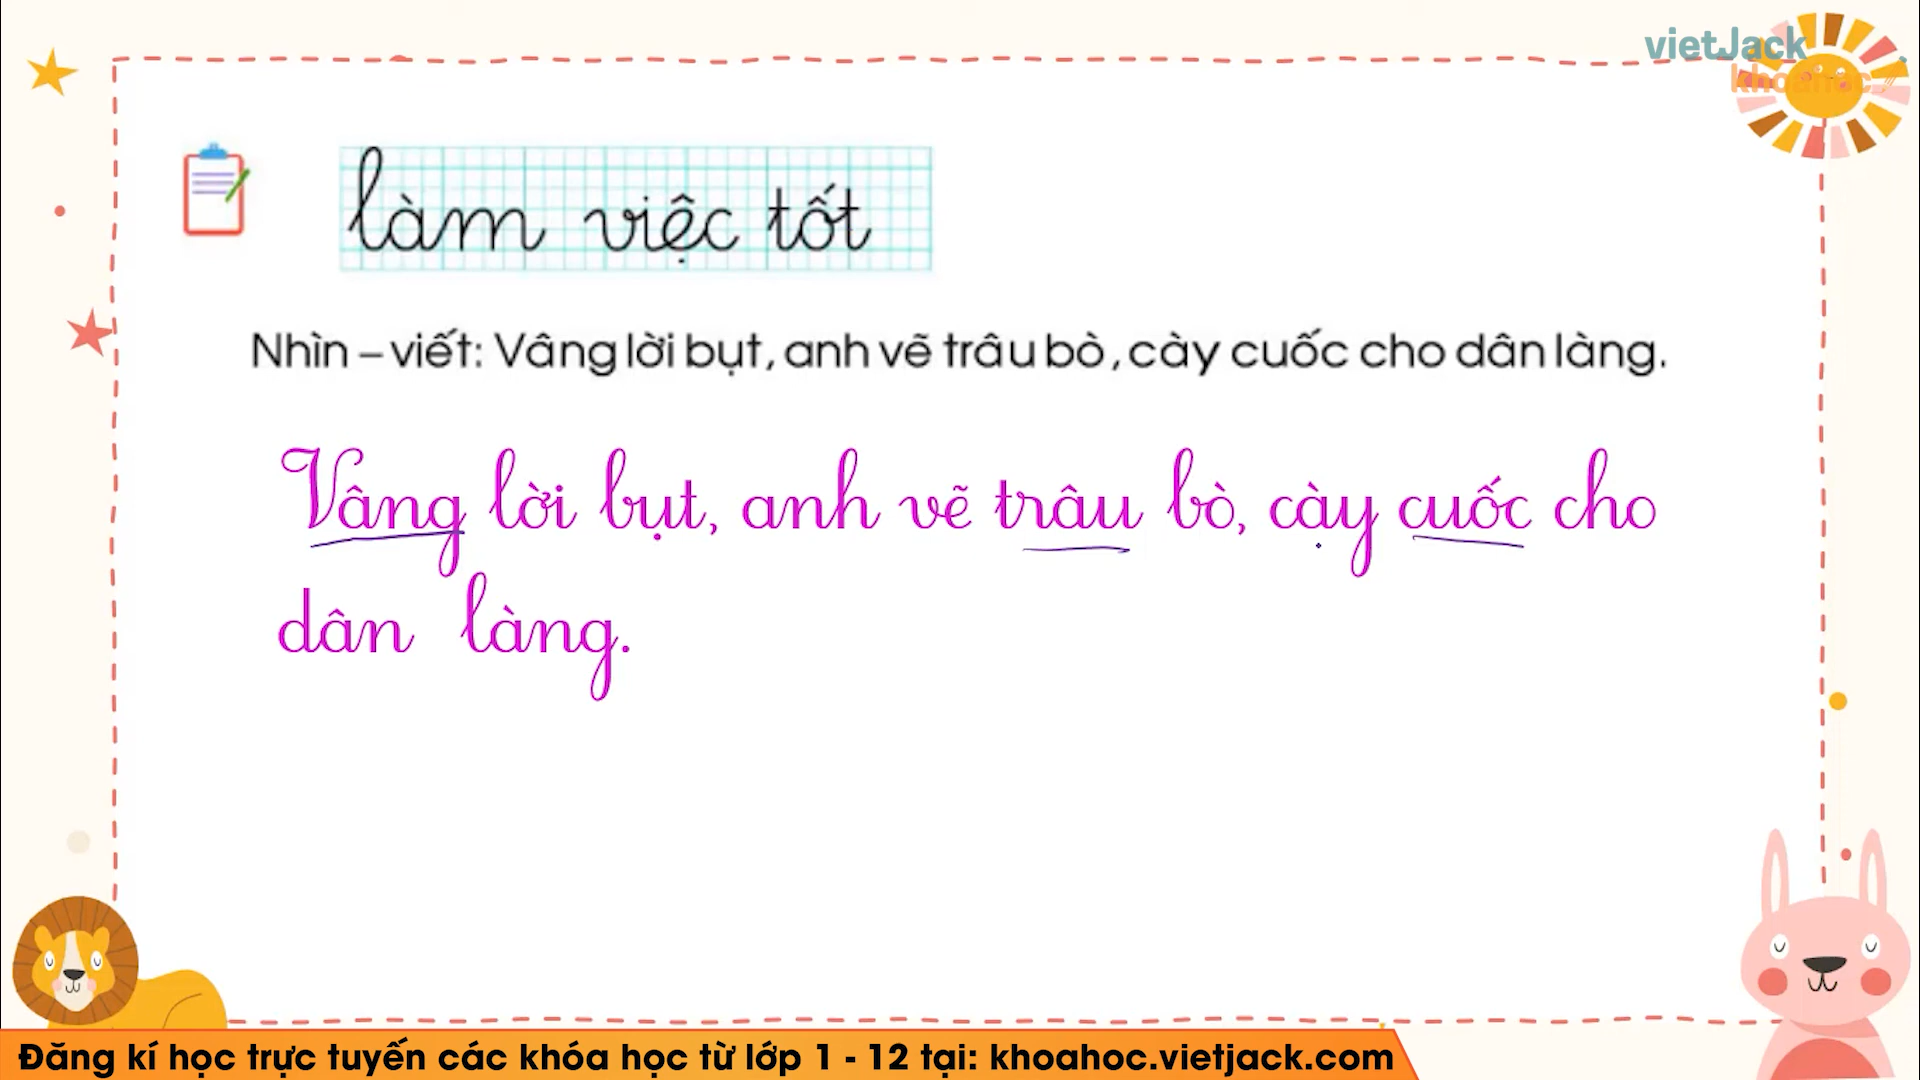 vietJack
khoahoc
làm việc tốt
Nhìn – viết: Vâng lời bụt, anh vẽ trâu bò, cày cuốc cho dân làng.
Vâng lời bụt, anh vẽ trâu bò, cày cuốc cho
dân làng.
Đăng kí học trực tuyến các khóa học từ lớp 1 - 12 tại: khoahoc.vietjack.com